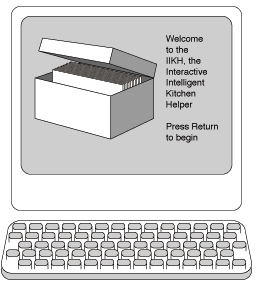 Welcome
to the
IIKH, the
Interactive
Intelligent
Kitchen
Helper
Press Return
to begin